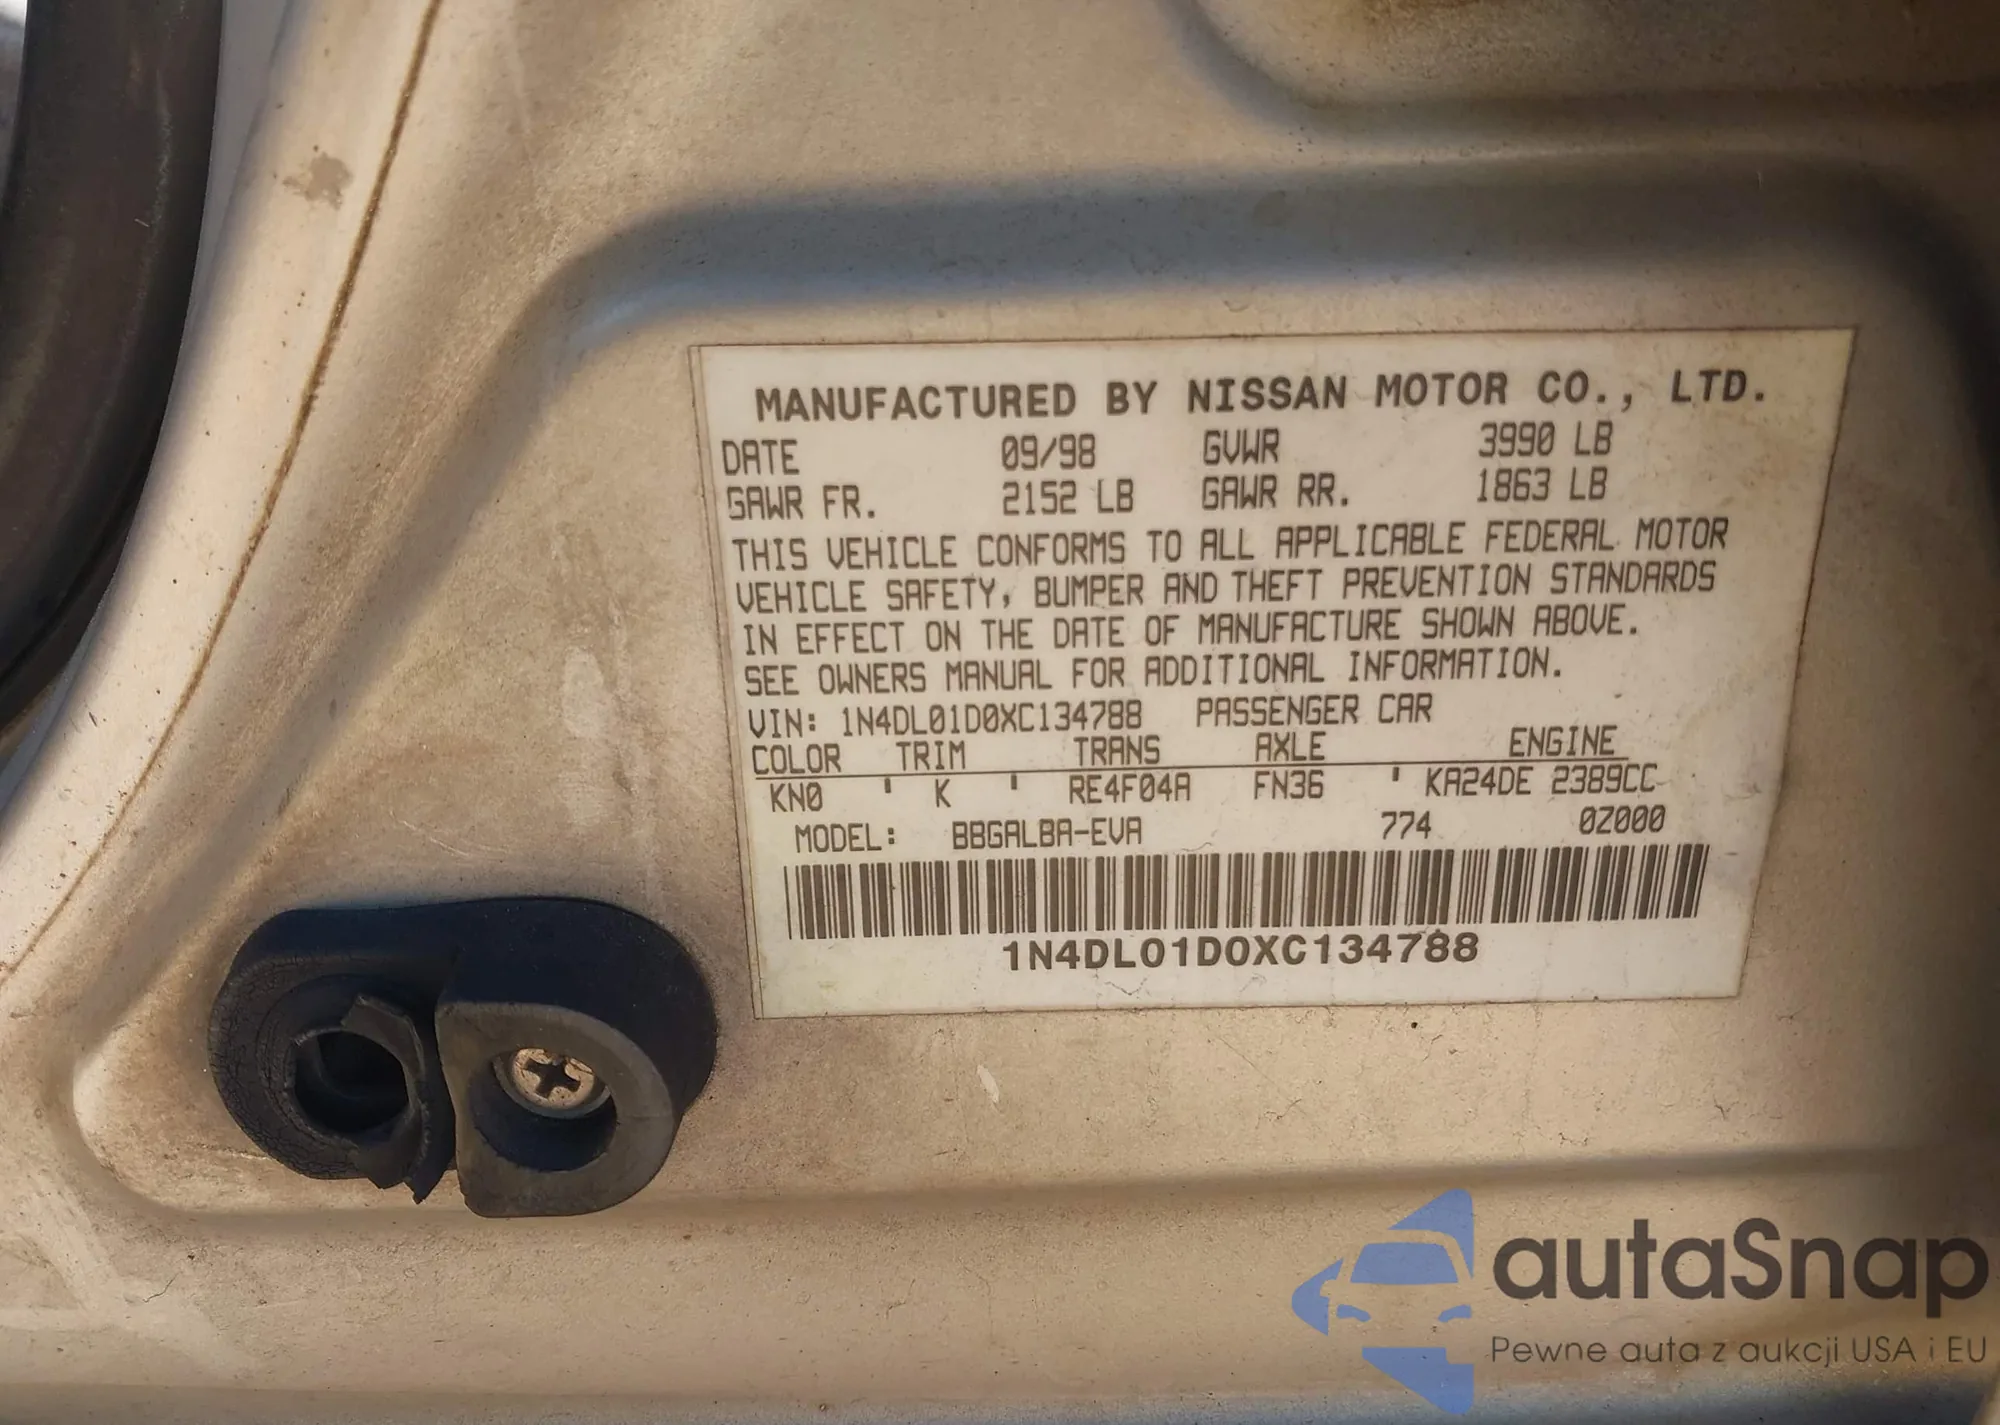 MANUFACTURED BY NISSAN MOTOR CO., LTD.
DATE 09/98 GVWR 3990 LB
GAWR FR. 2152 LB GAWR RR. 1863 LB
THIS VEHICLE CONFORMS TO ALL APPLICABLE FEDERAL MOTOR
VEHICLE SAFETY, BUMPER AND THEFT PREVENTION STANDARDS
IN EFFECT ON THE DATE OF MANUFACTURE SHOWN ABOVE.
SEE OWNERS MANUAL FOR ADDITIONAL INFORMATION.
VIN: 1N4DL01D0XC134788 PASSENGER CAR
COLOR TRIM TRANS AXLE ENGINE
KN0 ' K ' RE4F04A FN36 ' KA24DE 2389CC
MODEL: BBGALBA-EVA 774 0Z000
1N4DL01D0XC134788
autaSnap
Pewne auta z aukcji USA i EU